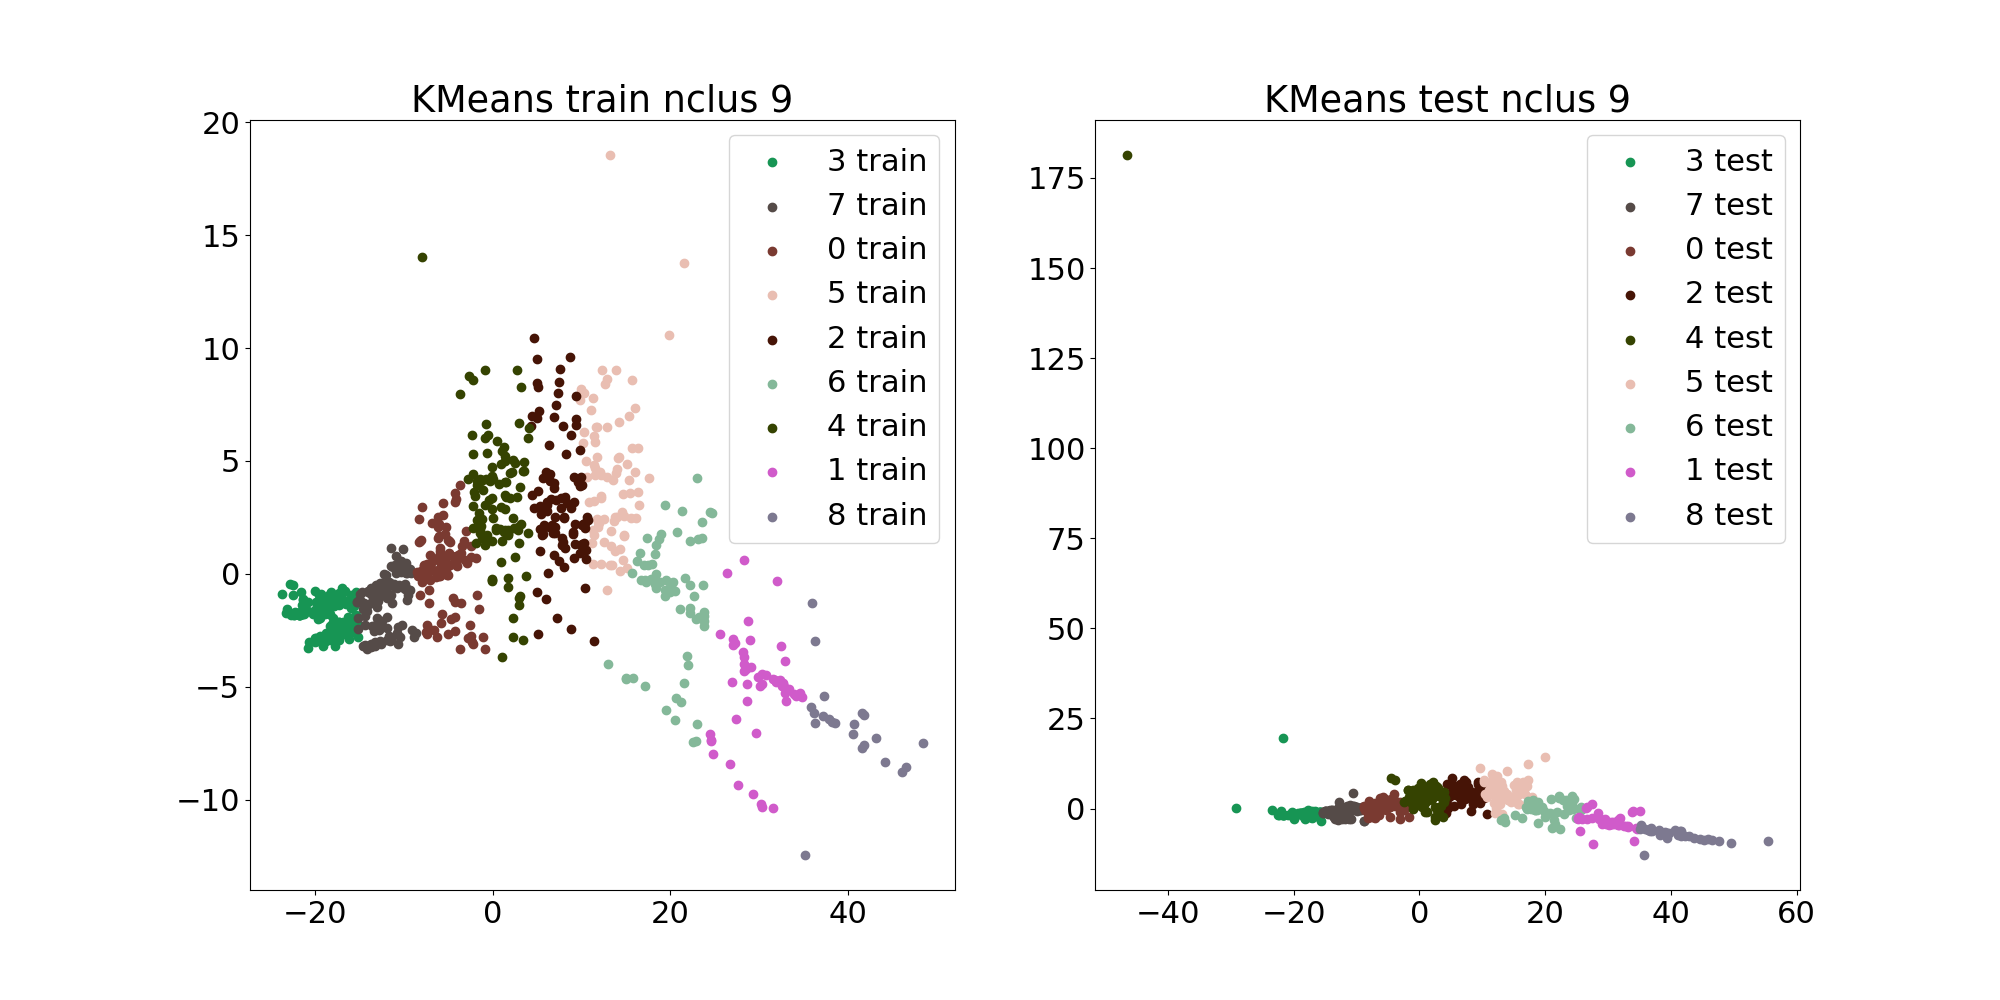 KMeans train nclus 9
20
15
10
5
0
−5
−10
−20
0
20
40
3 train
7 train
0 train
5 train
2 train
6 train
4 train
1 train
8 train
KMeans test nclus 9
175
150
125
100
75
50
25
0
−40
−20
0
20
40
60
3 test
7 test
0 test
2 test
4 test
5 test
6 test
1 test
8 test